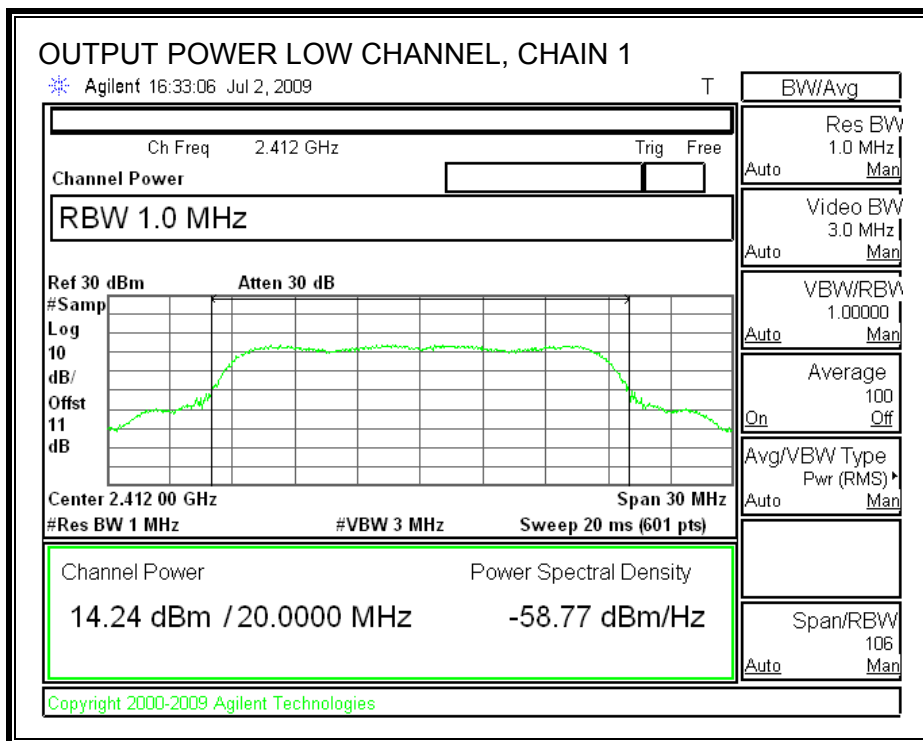 OUTPUT POWER LOW CHANNEL, CHAIN 1
Agilent 16:33:06 Jul 2, 2009 T
Ch Freq 2.412 GHz Trig Free
Channel Power
RBW 1.0 MHz
Ref 30 dBm Atten 30 dB
#Samp
Log
10
dB/
Offst
11
dB
Center 2.412 00 GHz Span 30 MHz
#Res BW 1 MHz #VBW 3 MHz Sweep 20 ms (601 pts)
Channel Power Power Spectral Density
14.24 dBm / 20.0000 MHz -58.77 dBm/Hz
Copyright 2000-2009 Agilent Technologies
BW/Avg
Res BW
1.0 MHz
Auto Man
Video BW
3.0 MHz
Auto Man
VBW/RBW
1.00000
Auto Man
Average
100
On Off
Avg/VBW Type
Pwr (RMS)
Auto Man
Span/RBW
106
Auto Man